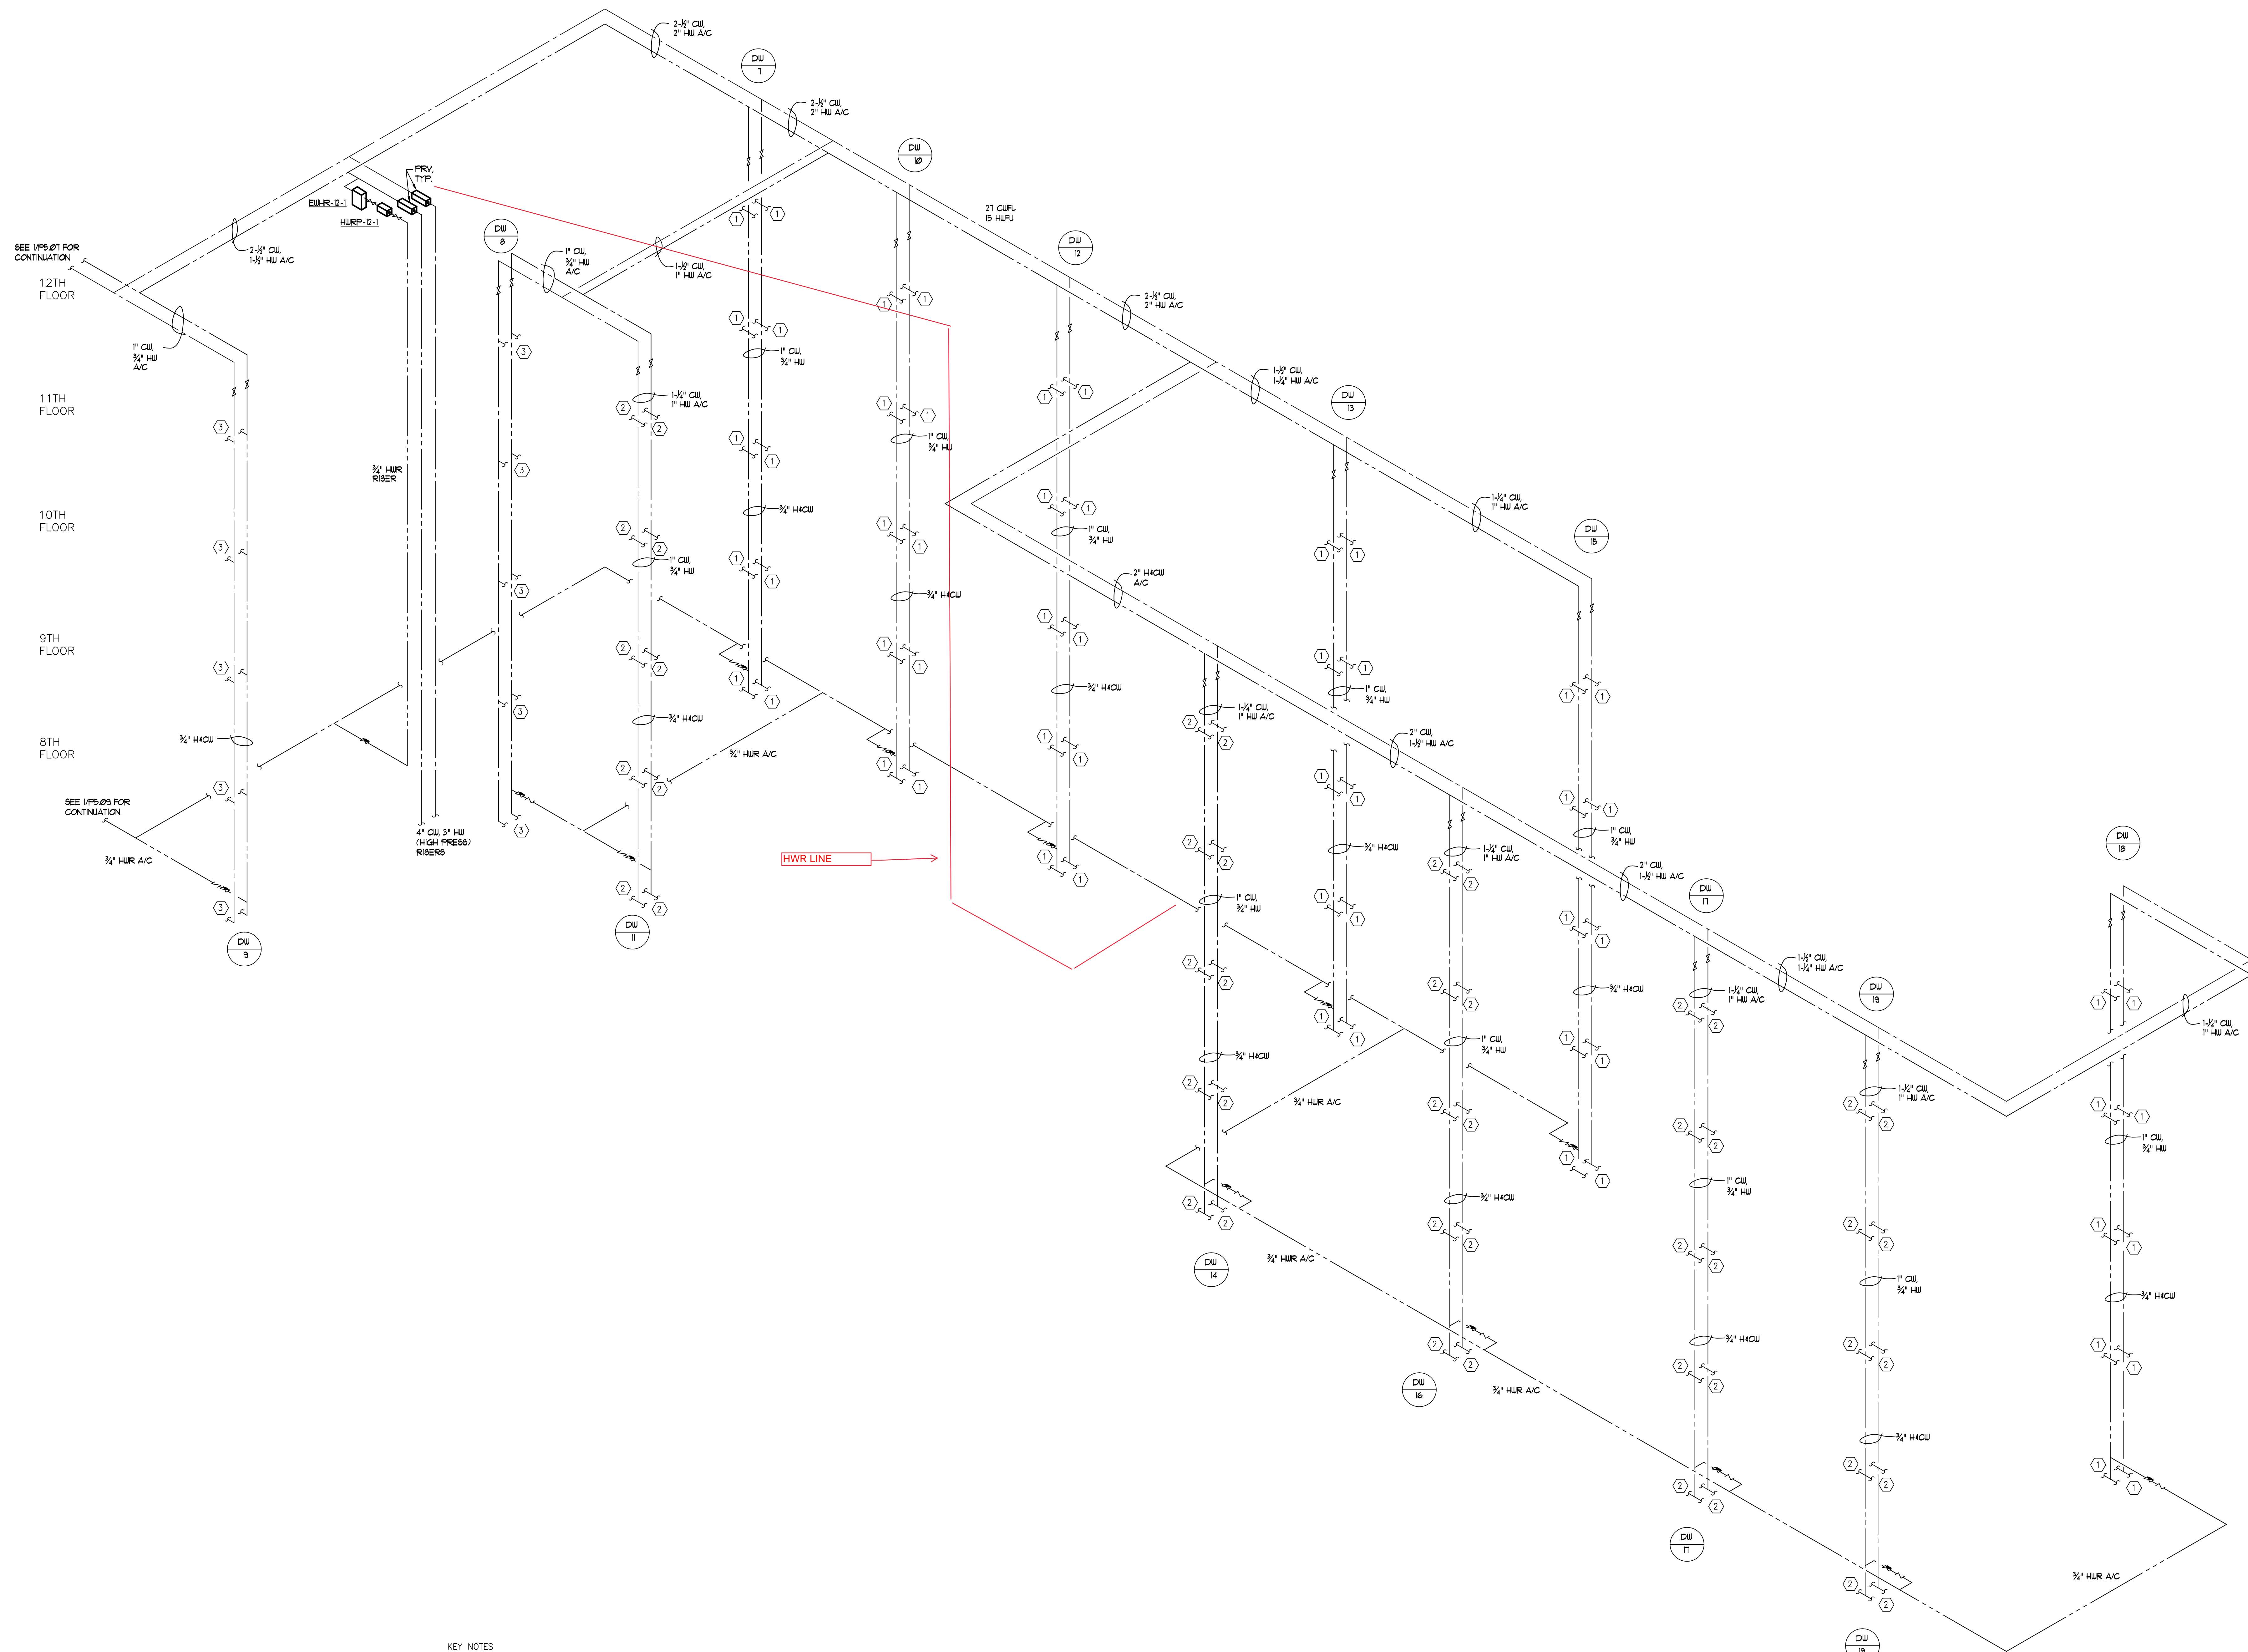 2-½" CW,
2" HW A/C
DW
7
2-½" CW,
2" HW A/C
DW
10
PRV,
TYP.
EWHR-12-1
HWRP-12-1
27 CWFU
15 HWFU
DW
8
DW
12
SEE 1/P5.07 FOR
CONTINUATION
2-½" CW,
1-½" HW A/C
1" CW,
¾" HW
A/C
1-½" CW,
1" HW A/C
12TH
FLOOR
2-½" CW,
2" HW A/C
1" CW,
¾" HW
A/C
1" CW,
¾" HW
1-½" CW,
1-¼" HW A/C
DW
13
11TH
FLOOR
1-¼" CW,
1" HW A/C
1" CW,
¾" HW
¾" HWR
RISER
10TH
FLOOR
¾" H&CW
1" CW,
¾" HW
1-¼" CW,
1" HW A/C
DW
15
1" CW,
¾" HW
2" H&CW
A/C
¾" H&CW
9TH
FLOOR
¾" H&CW
1" CW,
¾" HW
8TH
FLOOR
¾" H&CW
¾" H&CW
¾" HWR A/C
1-¼" CW,
1" HW A/C
2" CW,
1-½" HW A/C
SEE 1/P5.09 FOR
CONTINUATION
¾" HWR A/C
4" CW, 3" HW
(HIGH PRESS)
RISERS
HWR LINE
¾" H&CW
1-¼" CW,
1" HW A/C
1" CW,
¾" HW
DW
18
2" CW,
1-½" HW A/C
DW
17
1" CW,
¾" HW
DW
9
DW
11
1-½" CW,
1-¼" HW A/C
DW
19
¾" H&CW
1-¼" CW,
1" HW A/C
1-¼" CW,
1" HW A/C
¾" H&CW
1" CW,
¾" HW
¾" HWR A/C
1-¼" CW,
1" HW A/C
1" CW,
¾" HW
¾" H&CW
1" CW,
¾" HW
DW
14
¾" HWR A/C
1" CW,
¾" HW
¾" H&CW
¾" H&CW
DW
16
¾" HWR A/C
¾" H&CW
DW
17
¾" HWR A/C
KEY NOTES
DW
19